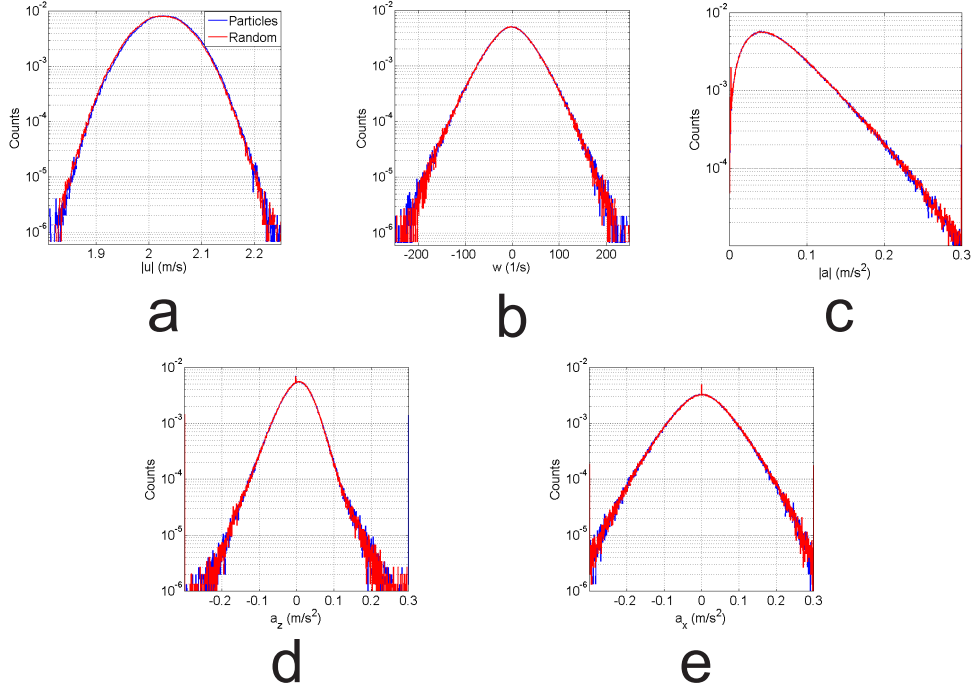 10^-2
10^-3
10^-4
10^-5
10^-6
Counts
Particles
Random
1.9 2 2.1 2.2
|u| (m/s)
a
10^-2
10^-3
10^-4
10^-5
10^-6
Counts
-200 -100 0 100 200
w (1/s)
b
10^-2
10^-3
10^-4
Counts
0 0.1 0.2 0.3
|a| (m/s²)
c
10^-2
10^-3
10^-4
10^-5
10^-6
Counts
-0.2 -0.1 0 0.1 0.2 0.3
a_z (m/s²)
d
10^-2
10^-3
10^-4
10^-5
10^-6
Counts
-0.2 -0.1 0 0.1 0.2 0.3
a_x (m/s²)
e